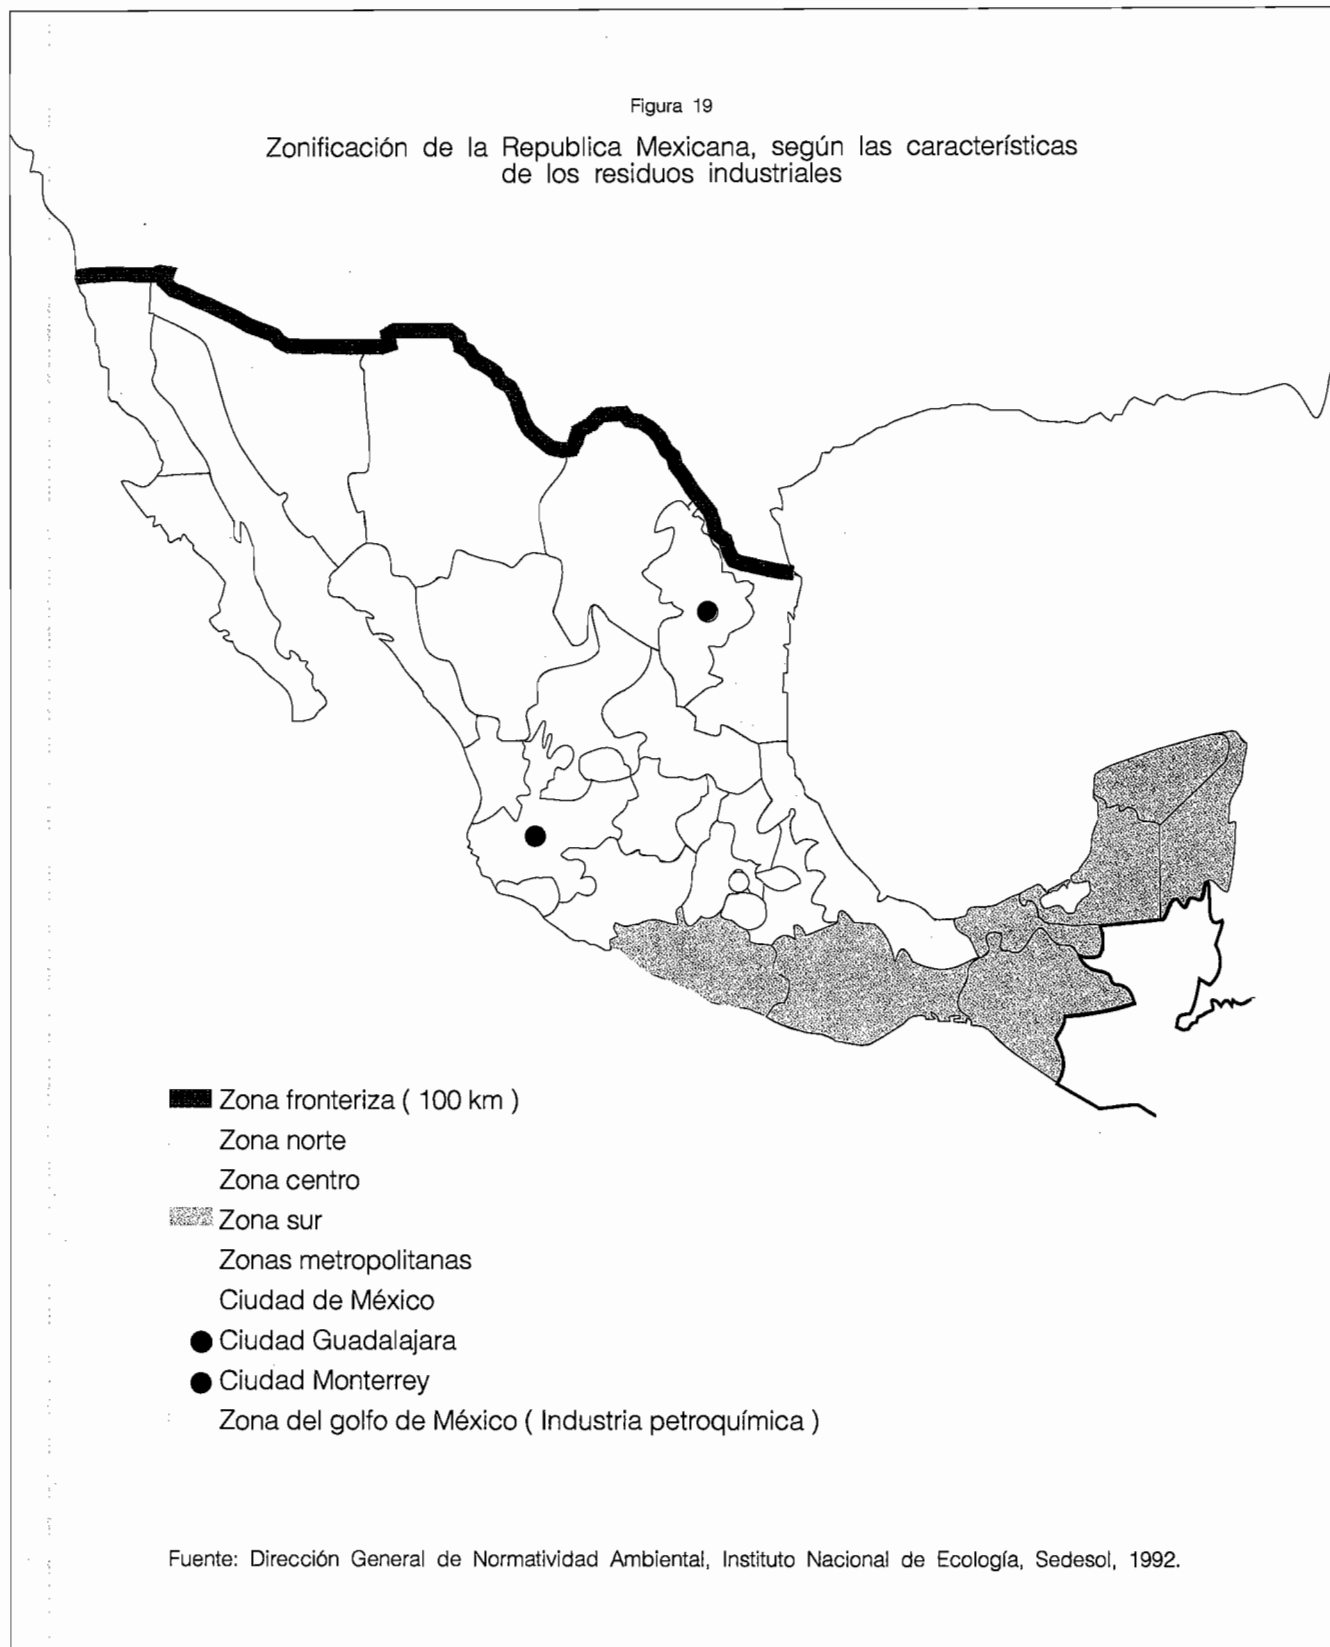 Figura 19
Zonificación de la Republica Mexicana, según las características
de los residuos industriales
Zona fronteriza ( 100 km )
Zona norte
Zona centro
Zona sur
Zonas metropolitanas
Ciudad de México
Ciudad Guadalajara
Ciudad Monterrey
Zona del golfo de México ( Industria petroquímica )
Fuente: Dirección General de Normatividad Ambiental, Instituto Nacional de Ecología, Sedesol, 1992.